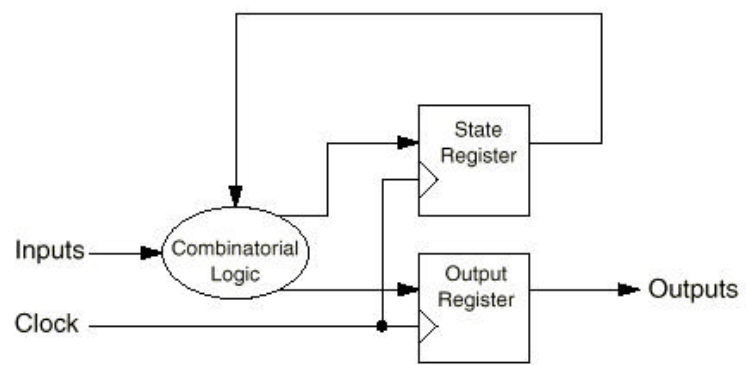 State
Register
Inputs
Combinatorial
Logic
Output
Register
Outputs
Clock